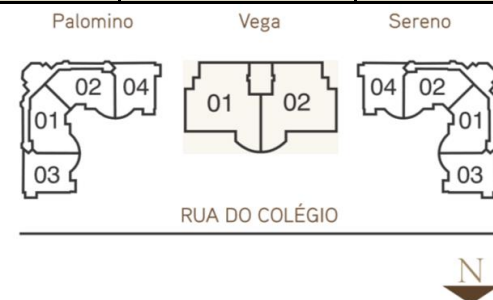 Palomino Vega Sereno
02 04 01 02 04 02
01 01
03 03
RUA DO COLÉGIO
N